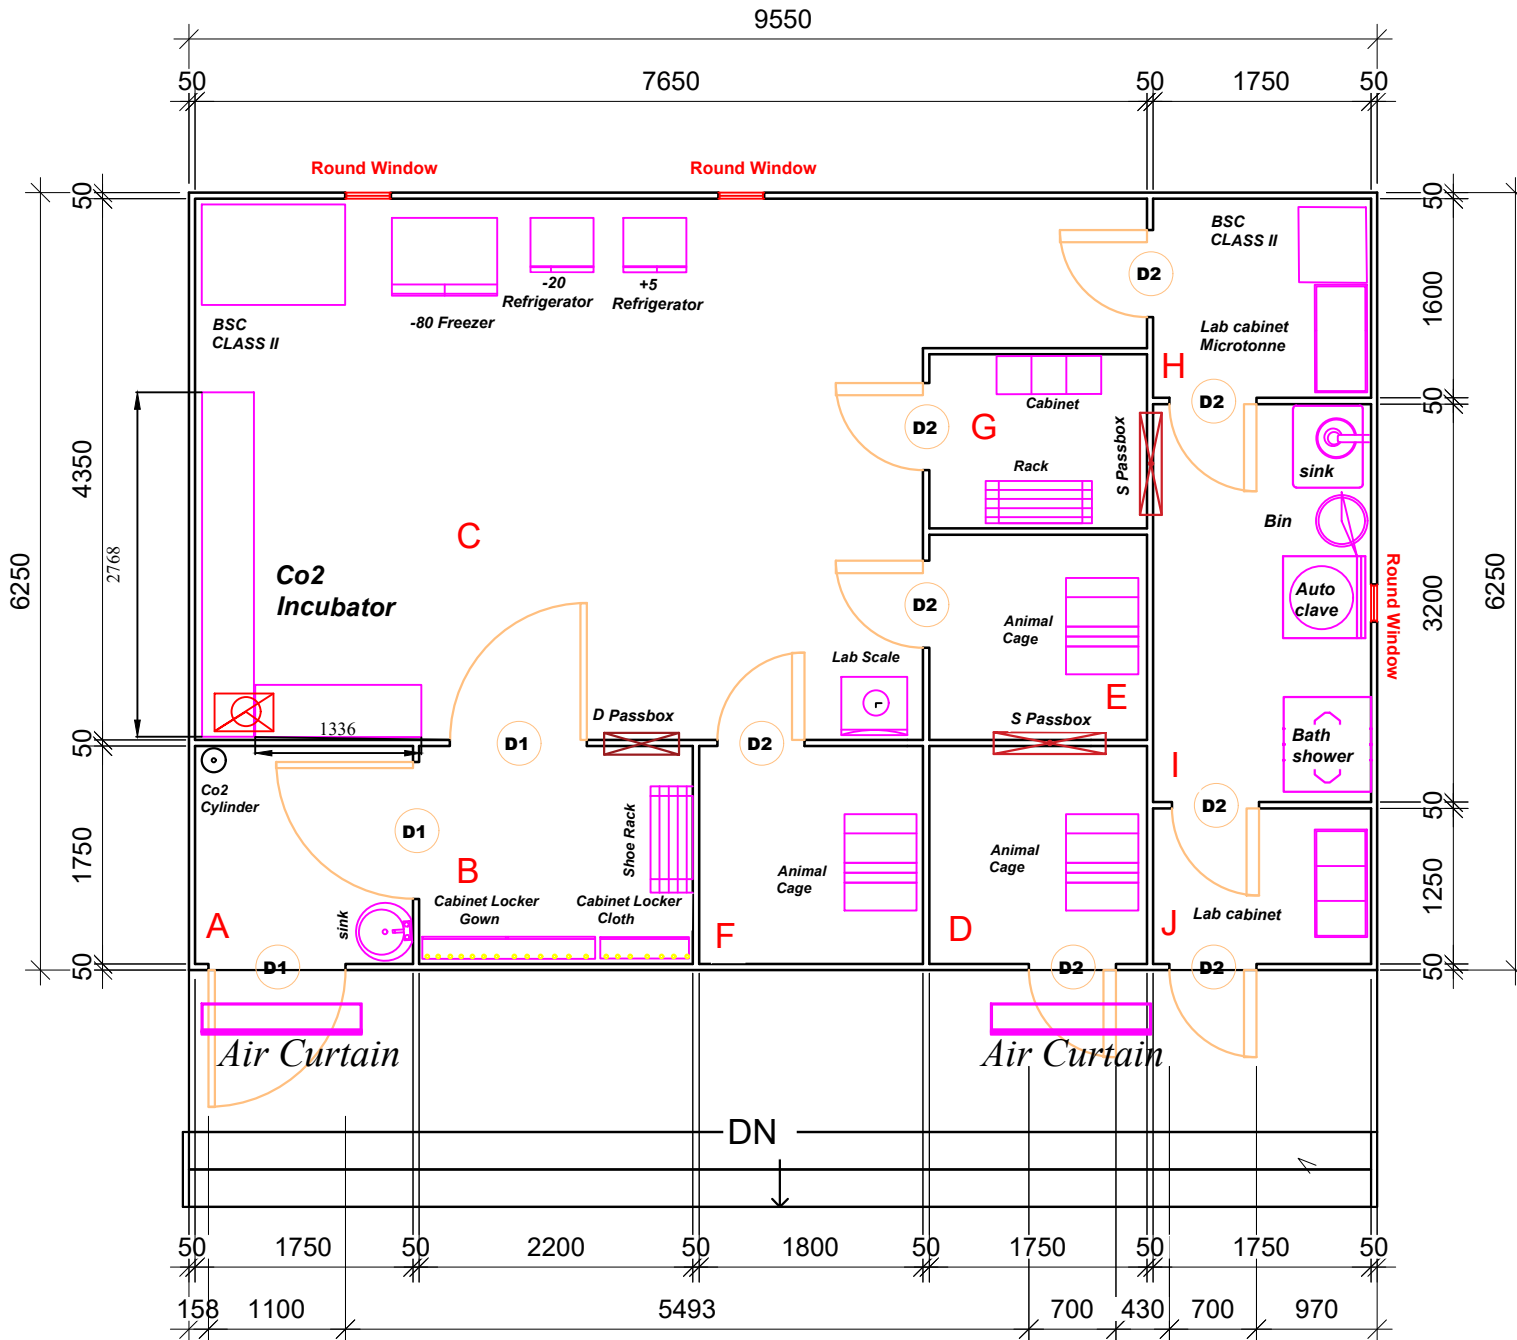 9550
50
7650
50
1750
50
Round Window
Round Window
50
50
BSC
CLASS II
-80 Freezer
-20
Refrigerator
+5
Refrigerator
D2
BSC
CLASS II
Lab cabinet
Microtonne
1600
H
D2
50
50
Cabinet
G
D2
Rack
S Passbox
sink
Bin
4350
6250
2768
C
Co2
Incubator
D2
Animal
Cage
E
Auto
clave
Round Window
3200
6250
Lab Scale
1336
D1
D Passbox
D2
S Passbox
Bath
shower
I
50
Co2
Cylinder
D1
Shoe Rack
D2
50
1750
B
Cabinet Locker
Gown
Cabinet Locker
Cloth
Animal
Cage
Animal
Cage
Lab cabinet
1250
A
sink
F
D
J
D1
D2
D2
50
50
Air Curtain
Air Curtain
DN
50
1750
50
2200
50
1800
50
1750
50
1750
50
158
1100
5493
700
430
700
970